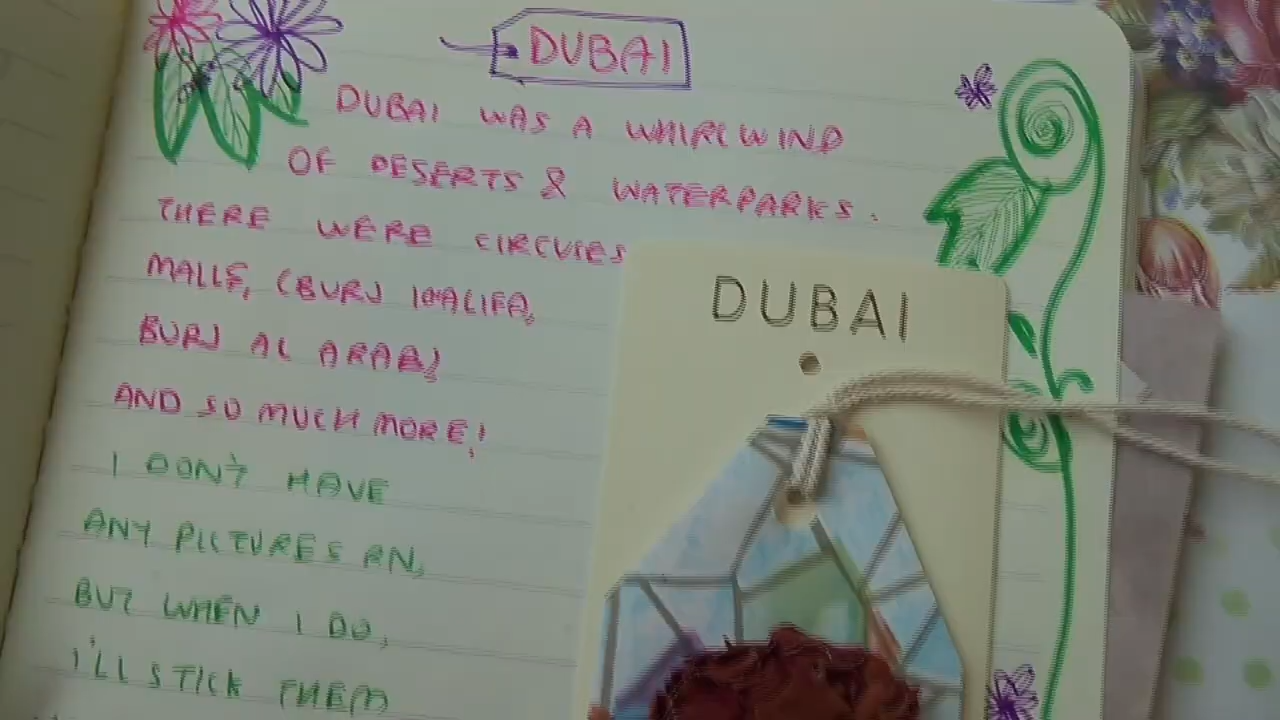 DUBAI
DUBAI WAS A WHIRLWIND
OF DESERTS & WATERPARKS.
THERE WERE CIRCUSES
MALLS, (BURJ KHALIFA,
BURJ AL ARAB)
AND SO MUCH MORE!
I DON'T HAVE
ANY PICTURES RN,
BUT WHEN I DO,
I'LL STICK THEM
DUBAI